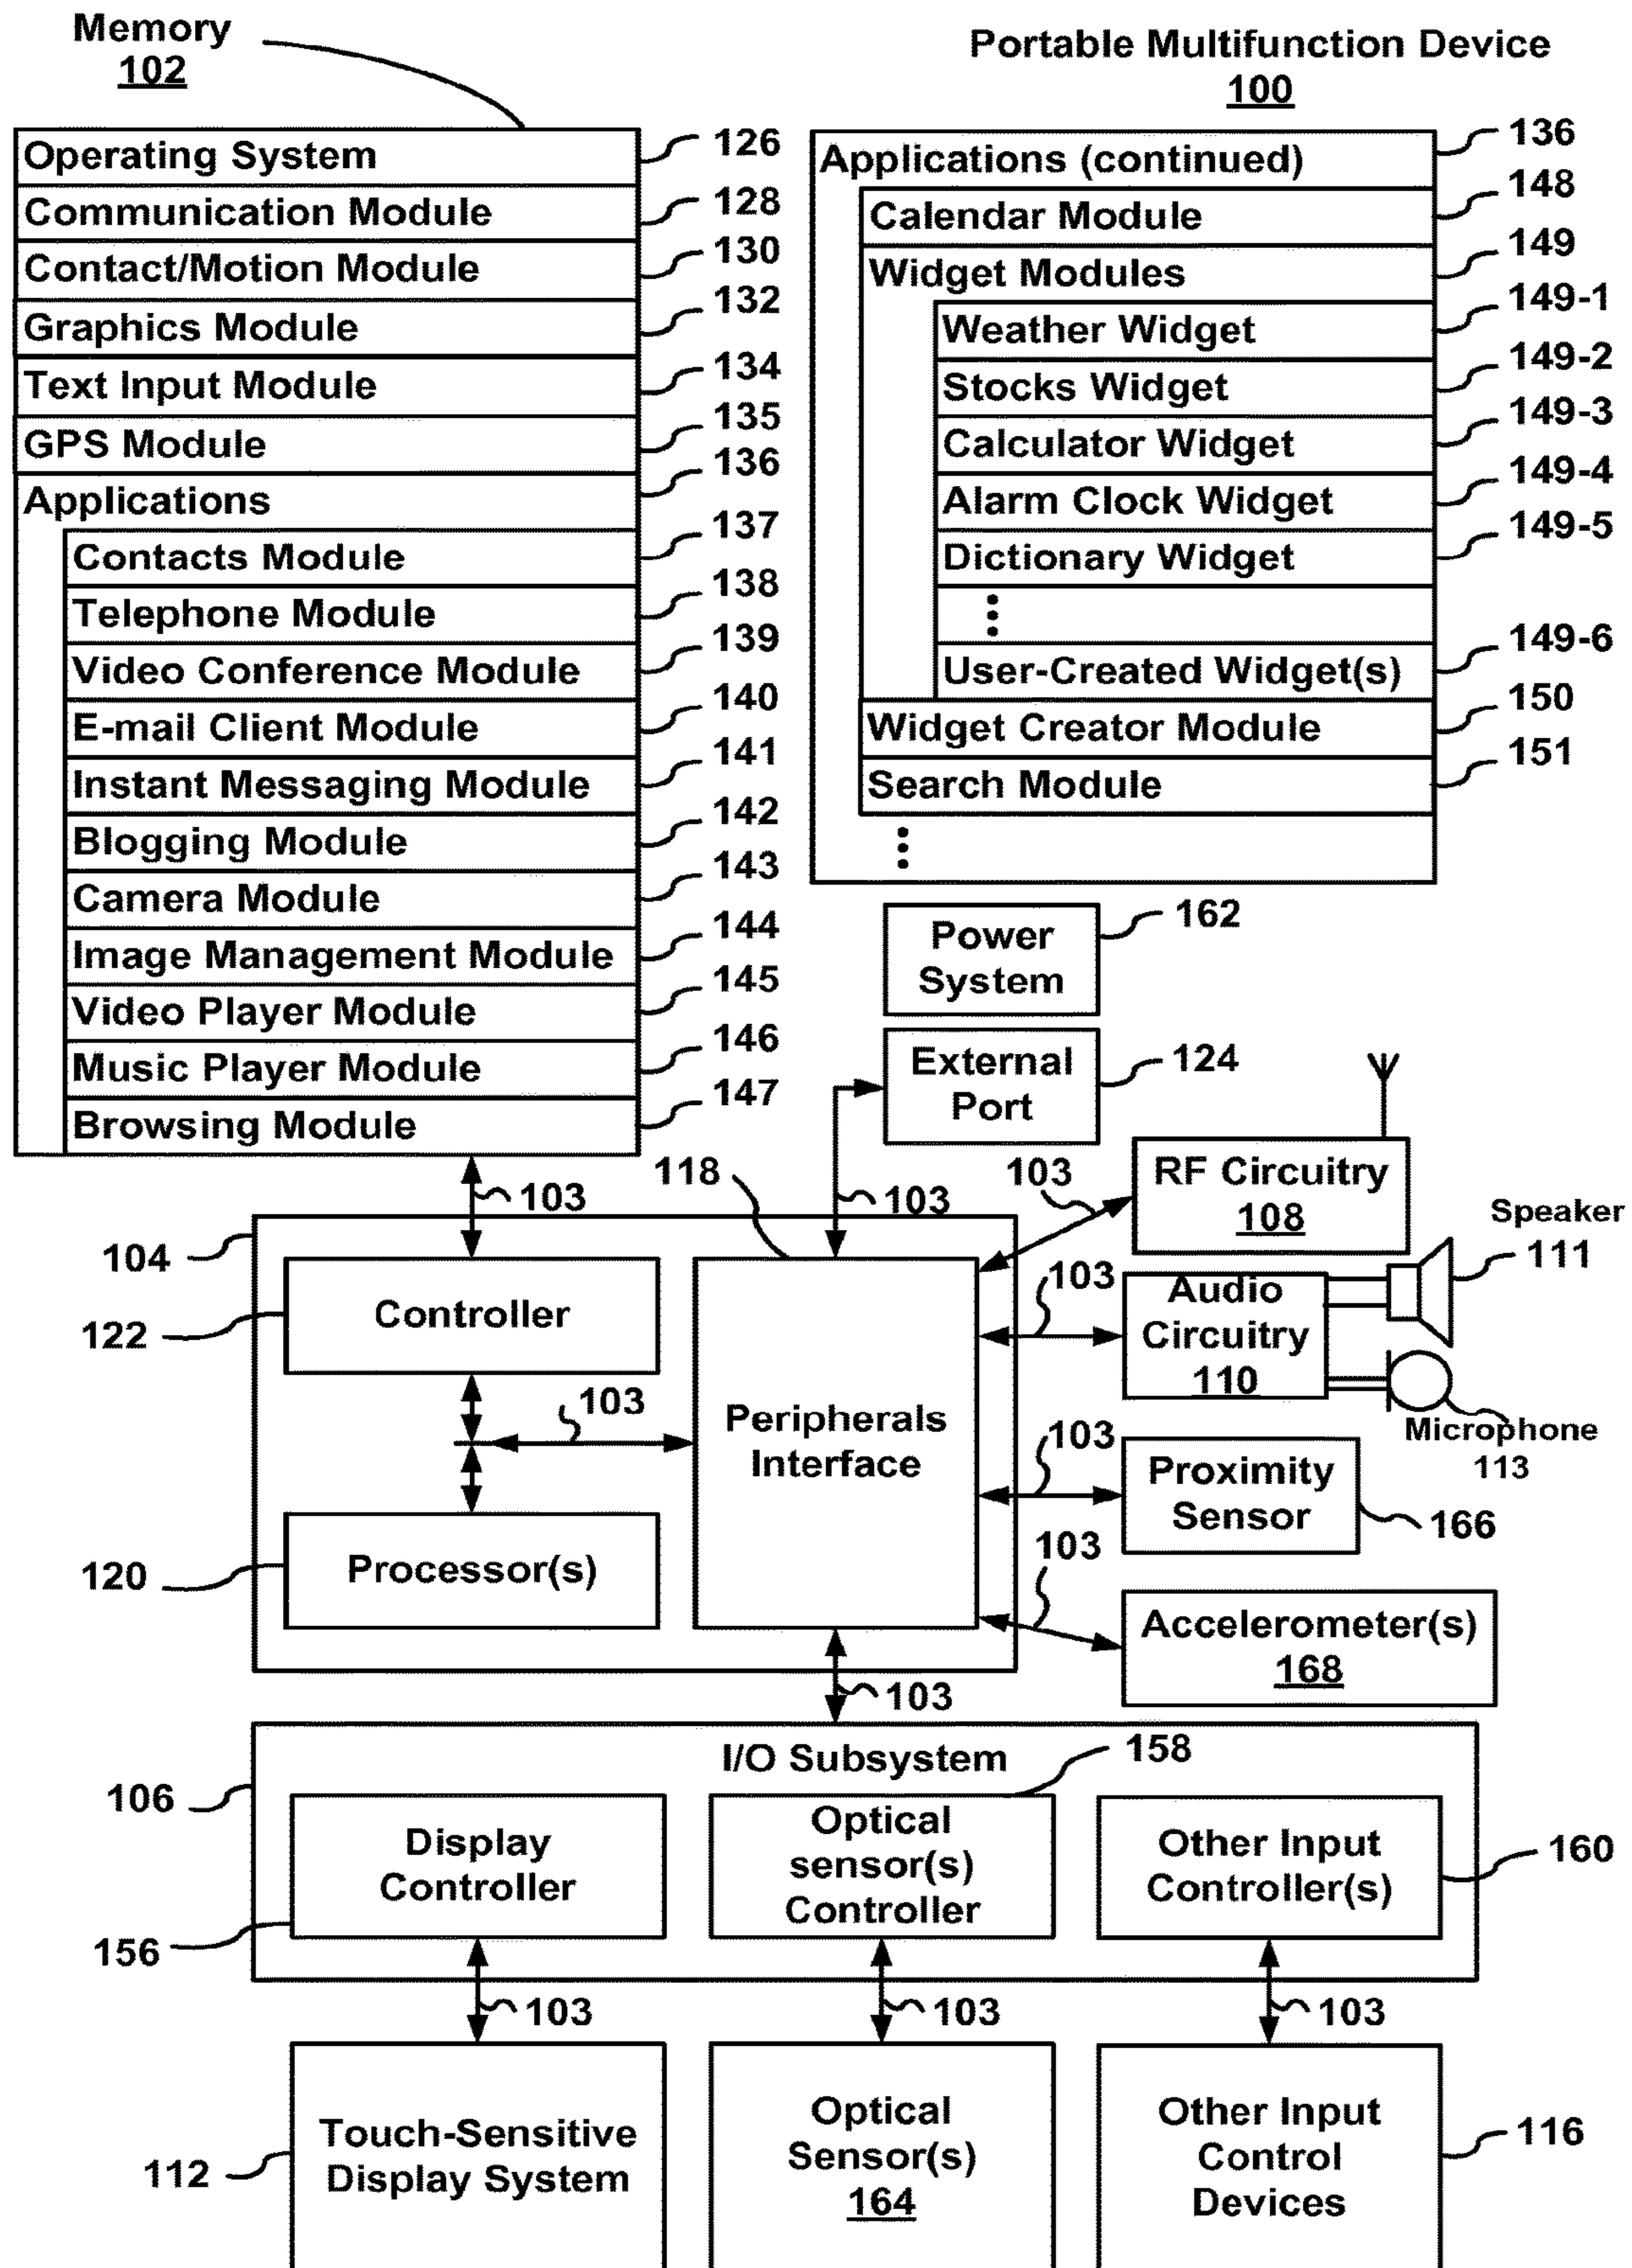 Memory
102
Portable Multifunction Device
100
Operating System 126
Communication Module 128
Contact/Motion Module 130
Graphics Module 132
Text Input Module 134
GPS Module 135
Applications 136
Contacts Module 137
Telephone Module 138
Video Conference Module 139
E-mail Client Module 140
Instant Messaging Module 141
Blogging Module 142
Camera Module 143
Image Management Module 144
Video Player Module 145
Music Player Module 146
Browsing Module 147
Applications (continued) 136
Calendar Module 148
Widget Modules 149
Weather Widget 149-1
Stocks Widget 149-2
Calculator Widget 149-3
Alarm Clock Widget 149-4
Dictionary Widget 149-5
User-Created Widget(s) 149-6
Widget Creator Module 150
Search Module 151
Power
System
162
External
Port
124
103
118
103
103
RF Circuitry
108
Speaker
111
104
Controller
122
103
Audio
Circuitry
110
Microphone
113
103
Peripherals
Interface
103
Proximity
Sensor
166
Processor(s)
120
103
Accelerometer(s)
168
103
I/O Subsystem
106
158
Display
Controller
156
Optical
sensor(s)
Controller
Other Input
Controller(s)
160
103
103
103
Touch-Sensitive
Display System
112
Optical
Sensor(s)
164
Other Input
Control
Devices
116